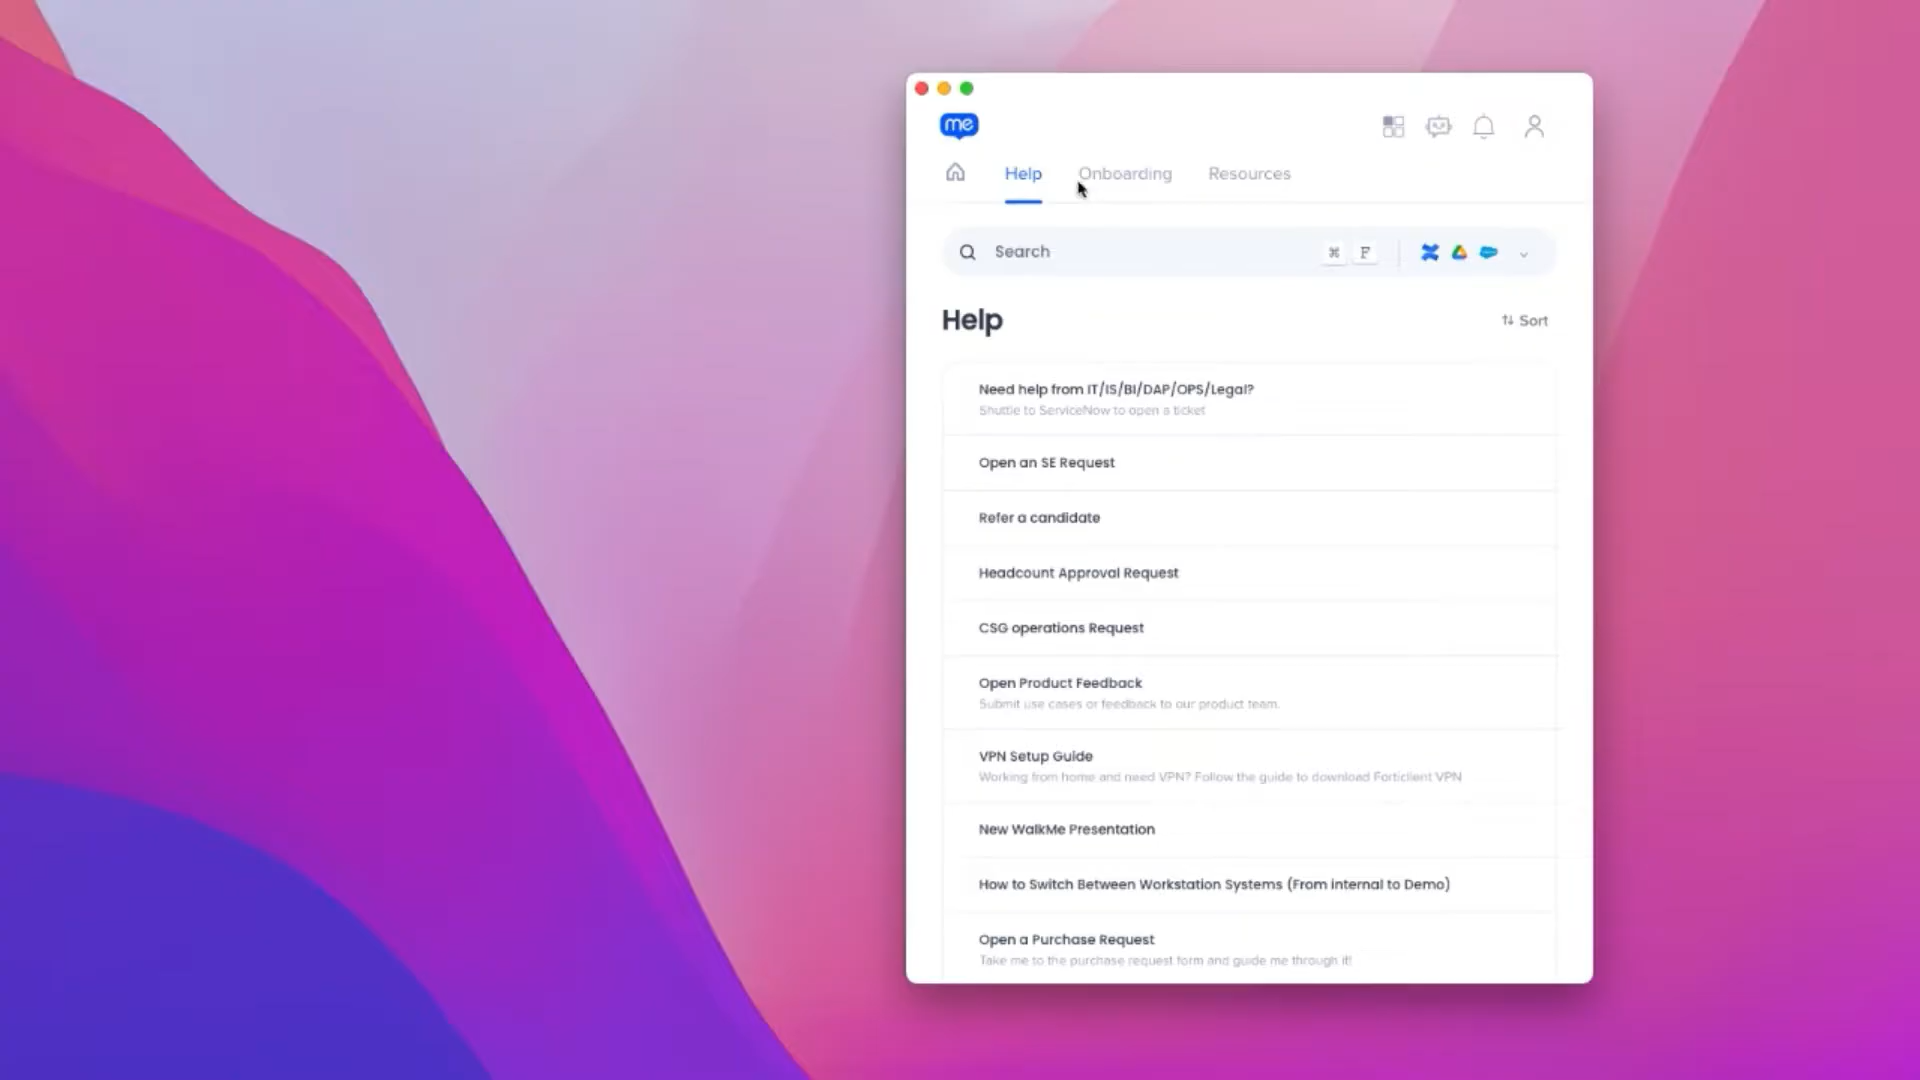 me
Help Onboarding Resources
Search ⌘ F
Help
Sort
Need help from IT/IS/BI/DAP/OPS/Legal?
Shuttle to ServiceNow to open a ticket
Open an SE Request
Refer a candidate
Headcount Approval Request
CSG operations Request
Open Product Feedback
Submit use cases or feedback to our product team.
VPN Setup Guide
Working from home and need VPN? Follow the guide to download Forticlient VPN
New WalkMe Presentation
How to Switch Between Workstation Systems (From internal to Demo)
Open a Purchase Request
Take me to the purchase request form and guide me through it!